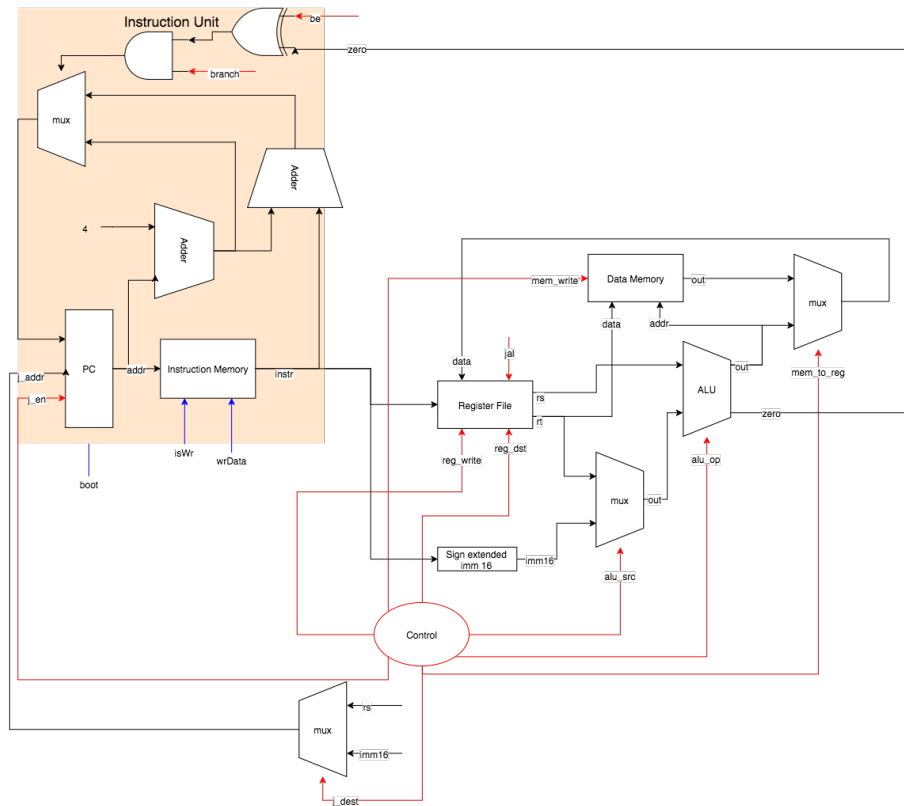 Instruction Unit
be
zero
branch
mux
Adder
4
Adder
mem_write
Data Memory
out
mux
data
addr
j_addr
PC
addr
Instruction Memory
instr
data
jal
out
mem_to_reg
j_en
Register File
rs
ALU
rt
zero
isWr
wrData
reg_write
reg_dst
alu_op
boot
mux
out
Sign extended
imm 16
imm16
alu_src
Control
rs
mux
imm16
j_dest